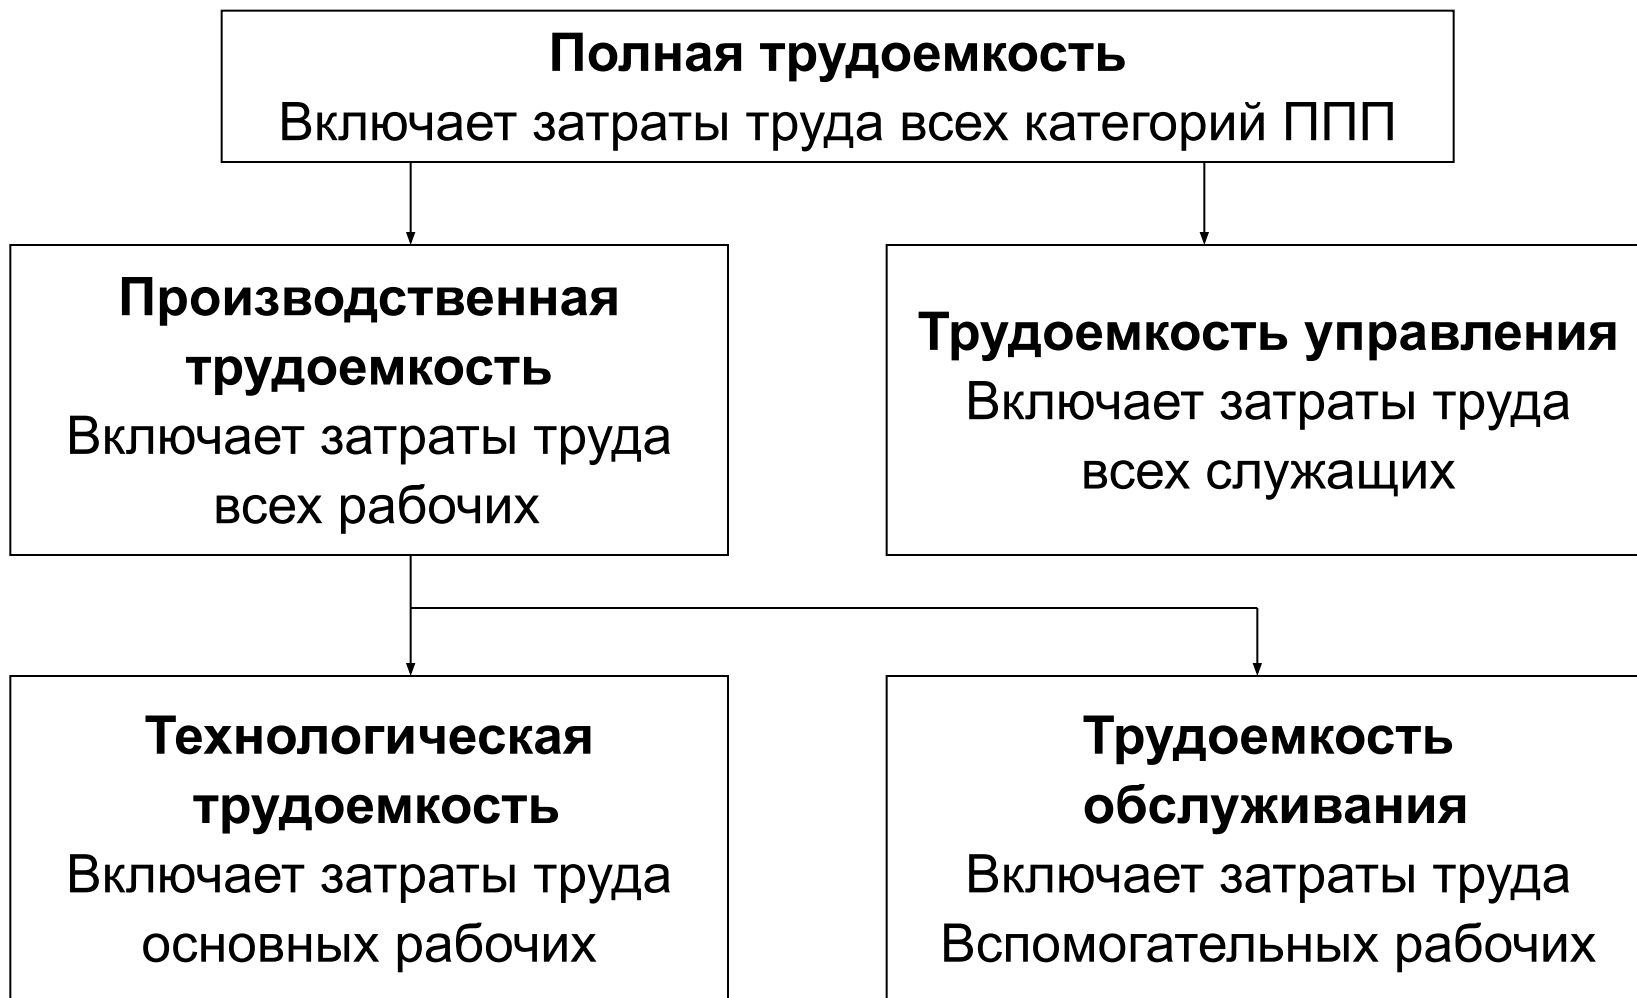 Полная трудоемкость
Включает затраты труда всех категорий ППП
Производственная
трудоемкость
Включает затраты труда
всех рабочих
Трудоемкость управления
Включает затраты труда
всех служащих
Технологическая
трудоемкость
Включает затраты труда
основных рабочих
Трудоемкость
обслуживания
Включает затраты труда
Вспомогательных рабочих